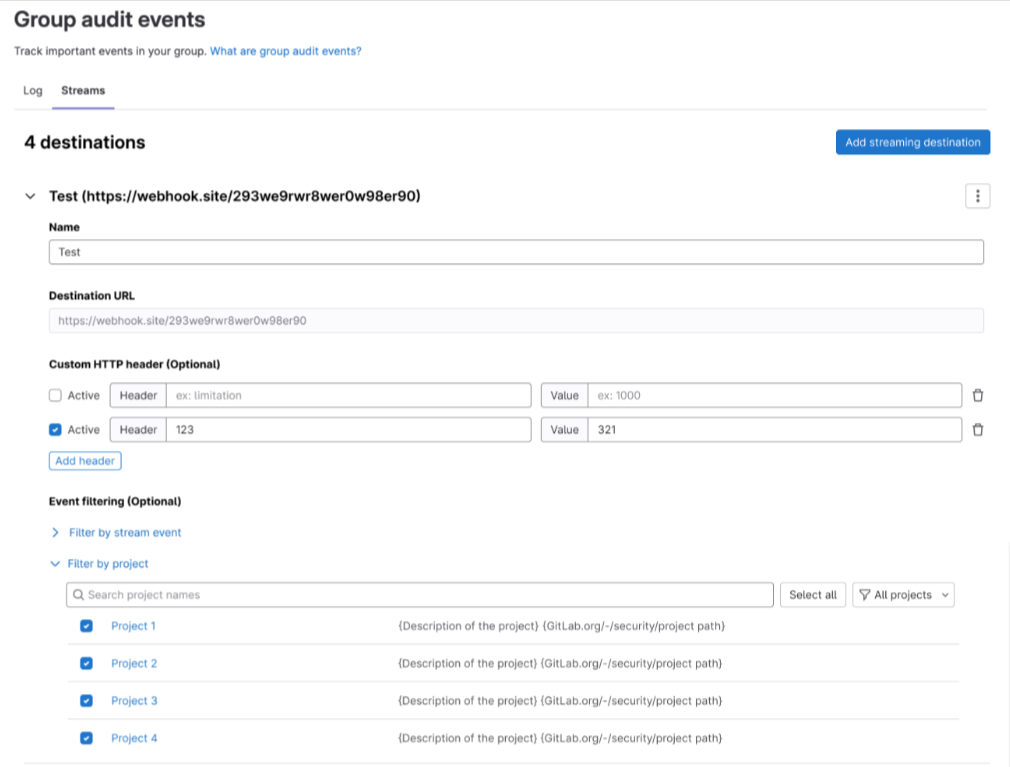 Group audit events
Track important events in your group. What are group audit events?
Log Streams
4 destinations Add streaming destination
Test (https://webhook.site/293we9rwr8wer0w98er90)
Name
Test
Destination URL
https://webhook.site/293we9rwr8wer0w98er90
Custom HTTP header (Optional)
Active Header ex: limitation Value ex: 1000
Active Header 123 Value 321
Add header
Event filtering (Optional)
Filter by stream event
Filter by project
Search project names Select all All projects
Project 1 {Description of the project} {GitLab.org/-/security/project path}
Project 2 {Description of the project} {GitLab.org/-/security/project path}
Project 3 {Description of the project} {GitLab.org/-/security/project path}
Project 4 {Description of the project} {GitLab.org/-/security/project path}